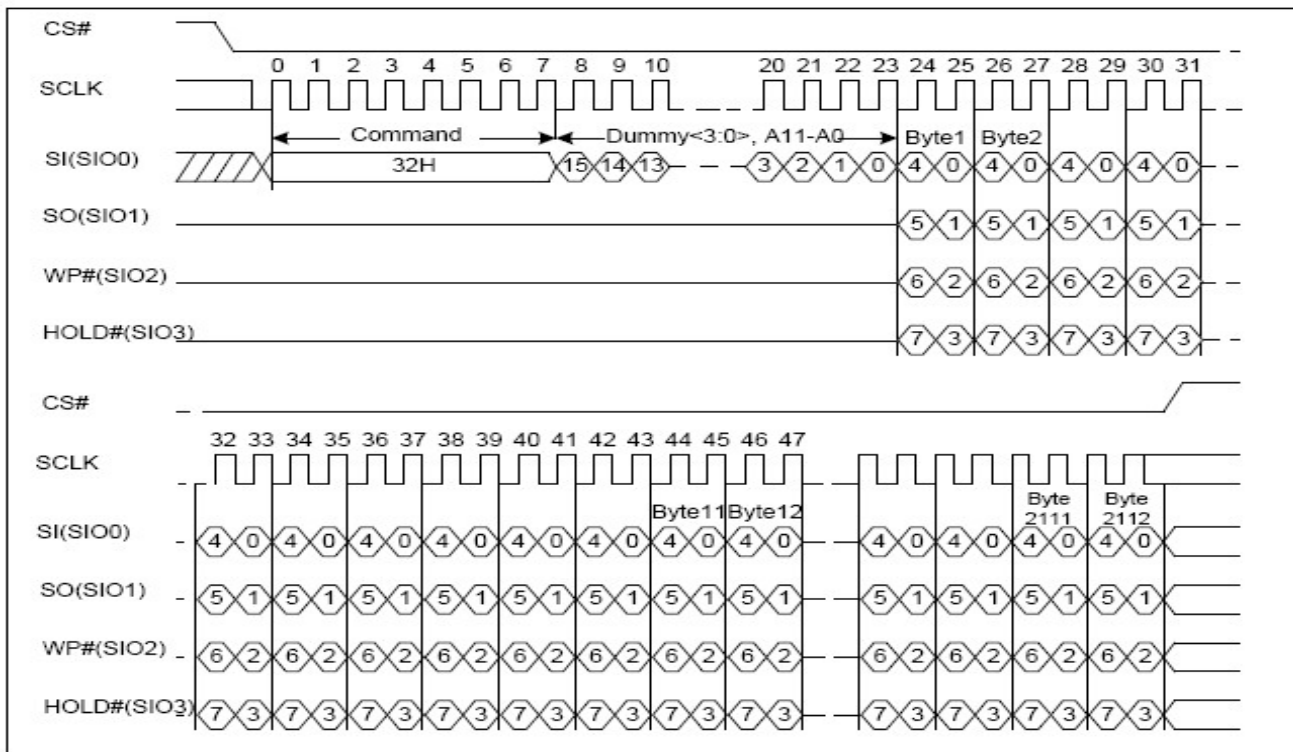 CS#
0 1 2 3 4 5 6 7 8 9 10 20 21 22 23 24 25 26 27 28 29 30 31
SCLK
Command Dummy<3:0>, A11-A0 Byte1 Byte2
SI(SIO0) 32H 15 14 13 3 2 1 0 4 0 4 0 4 0 4 0
SO(SIO1) 5 1 5 1 5 1 5 1
WP#(SIO2) 6 2 6 2 6 2 6 2
HOLD#(SIO3) 7 3 7 3 7 3 7 3
CS#
32 33 34 35 36 37 38 39 40 41 42 43 44 45 46 47
SCLK
Byte11 Byte12 Byte 2111 Byte 2112
SI(SIO0) 4 0 4 0 4 0 4 0 4 0 4 0 4 0 4 0 4 0 4 0 4 0 4 0
SO(SIO1) 5 1 5 1 5 1 5 1 5 1 5 1 5 1 5 1 5 1 5 1 5 1 5 1
WP#(SIO2) 6 2 6 2 6 2 6 2 6 2 6 2 6 2 6 2 6 2 6 2 6 2 6 2
HOLD#(SIO3) 7 3 7 3 7 3 7 3 7 3 7 3 7 3 7 3 7 3 7 3 7 3 7 3